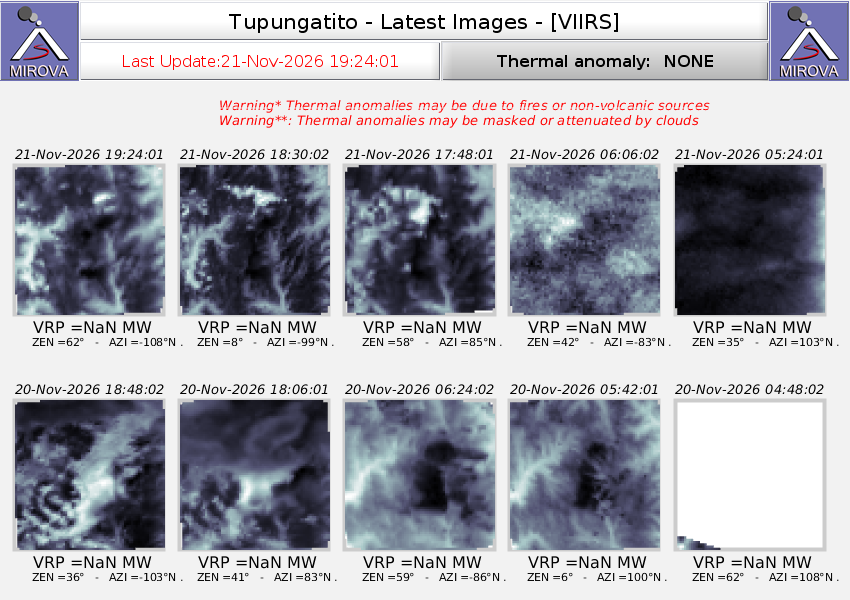 Tupungatito - Latest Images - [VIIRS]
MIROVA
MIROVA
Last Update:21-Nov-2026 19:24:01
Thermal anomaly: NONE
Warning* Thermal anomalies may be due to fires or non-volcanic sources
Warning**: Thermal anomalies may be masked or attenuated by clouds
21-Nov-2026 19:24:01 21-Nov-2026 18:30:02 21-Nov-2026 17:48:01 21-Nov-2026 06:06:02 21-Nov-2026 05:24:01
VRP =NaN MW VRP =NaN MW VRP =NaN MW VRP =NaN MW VRP =NaN MW
ZEN =62° - AZI =-108°N . ZEN =8° - AZI =-99°N . ZEN =58° - AZI =85°N . ZEN =42° - AZI =-83°N . ZEN =35° - AZI =103°N .
20-Nov-2026 18:48:02 20-Nov-2026 18:06:01 20-Nov-2026 06:24:02 20-Nov-2026 05:42:01 20-Nov-2026 04:48:02
VRP =NaN MW VRP =NaN MW VRP =NaN MW VRP =NaN MW VRP =NaN MW
ZEN =36° - AZI =-103°N . ZEN =41° - AZI =83°N . ZEN =59° - AZI =-86°N . ZEN =6° - AZI =100°N . ZEN =62° - AZI =108°N .